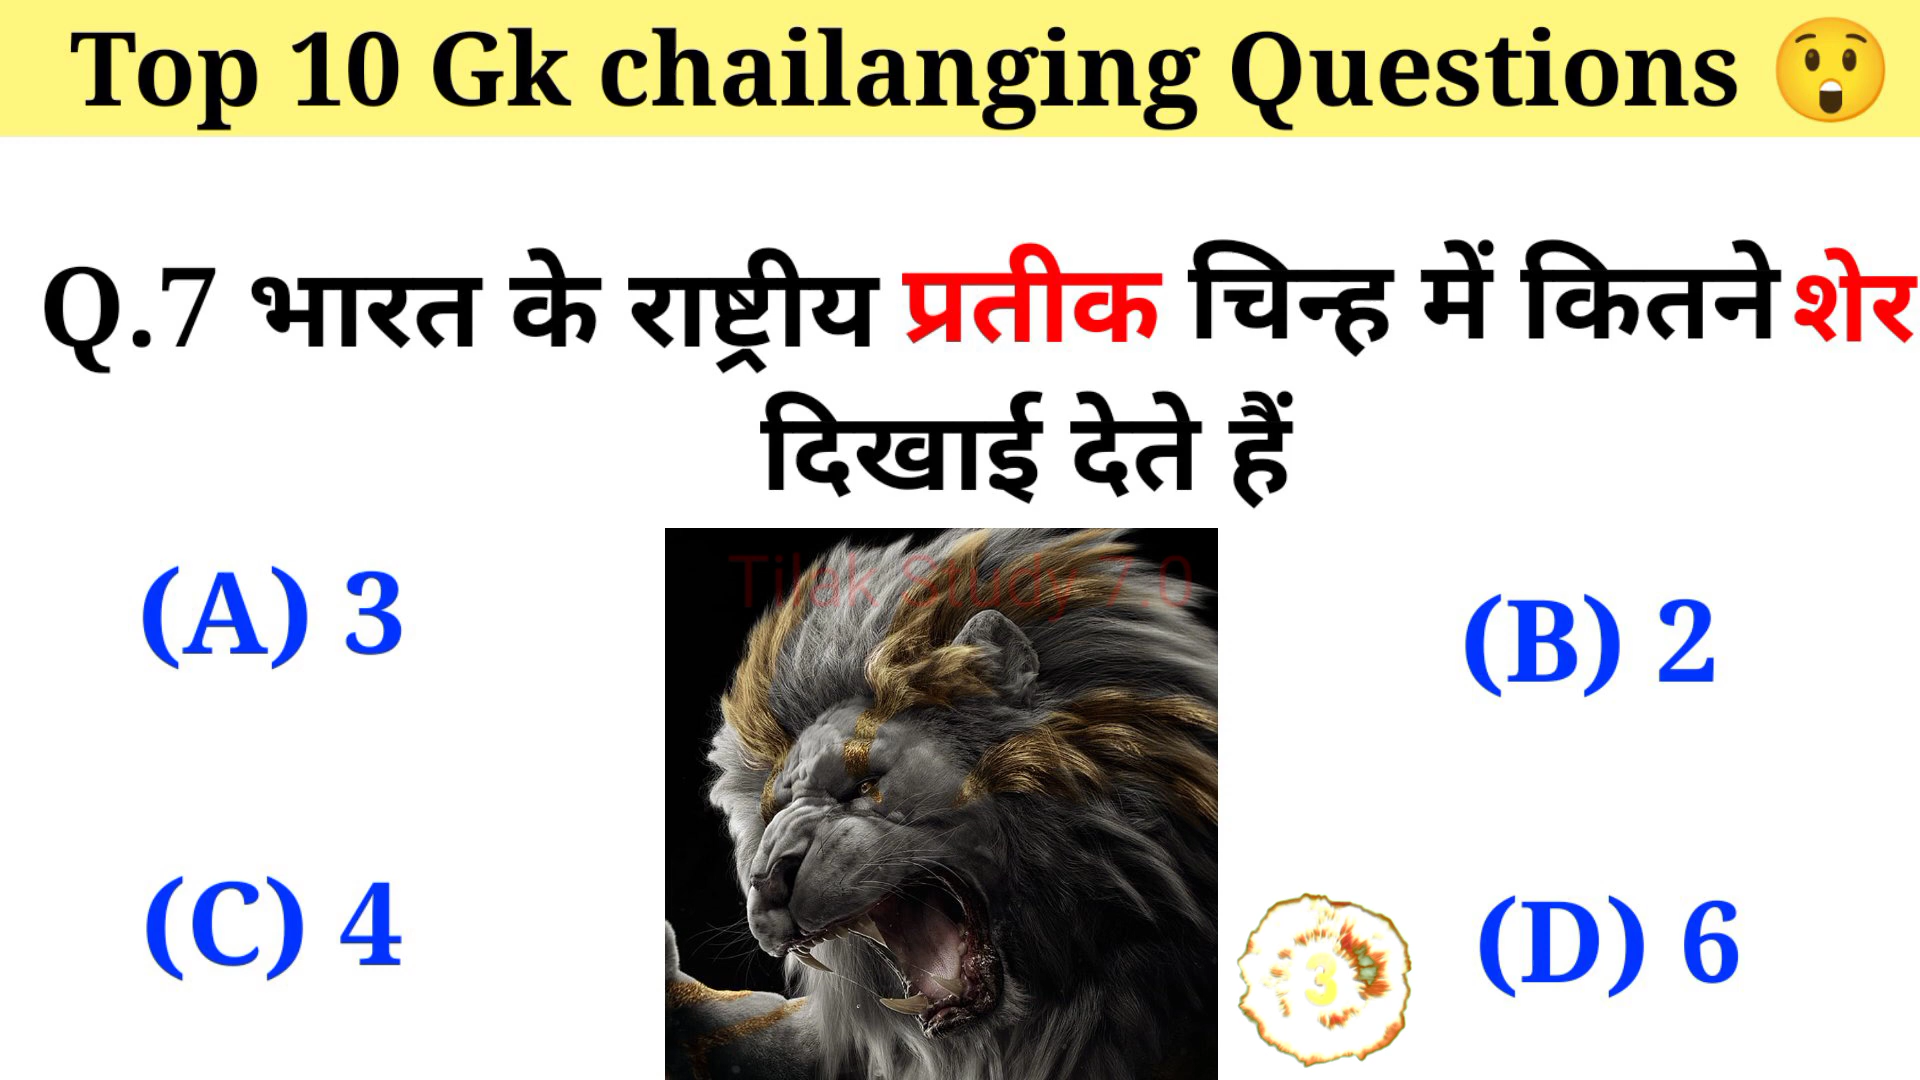 Top 10 Gk chailanging Questions 😲
Q.7 भारत के राष्ट्रीय प्रतीक चिन्ह में कितने शेर
दिखाई देते हैं
(A) 3
(B) 2
Tilak Study 7.0
(C) 4
(D) 6
3